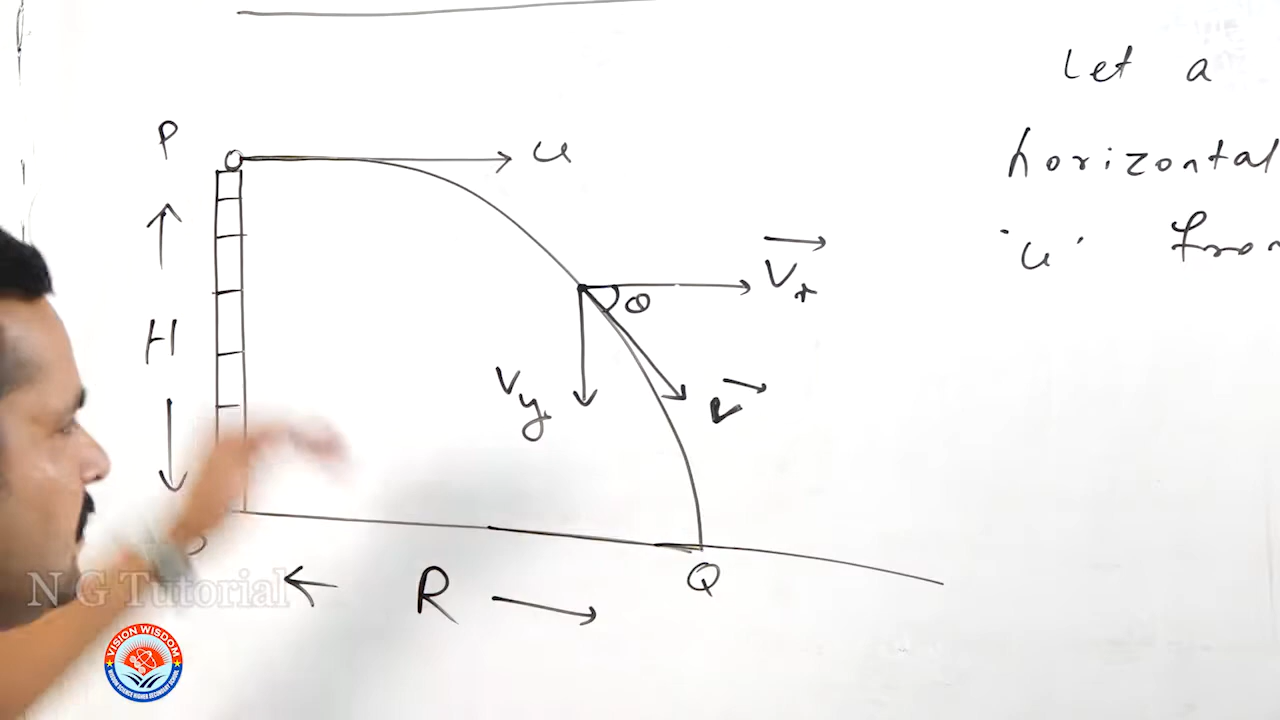 Let a
horizontal
'u' from
P
u
H
θ
Vx
Vy
v
R
Q
N G Tutorial
VISION WISDOM